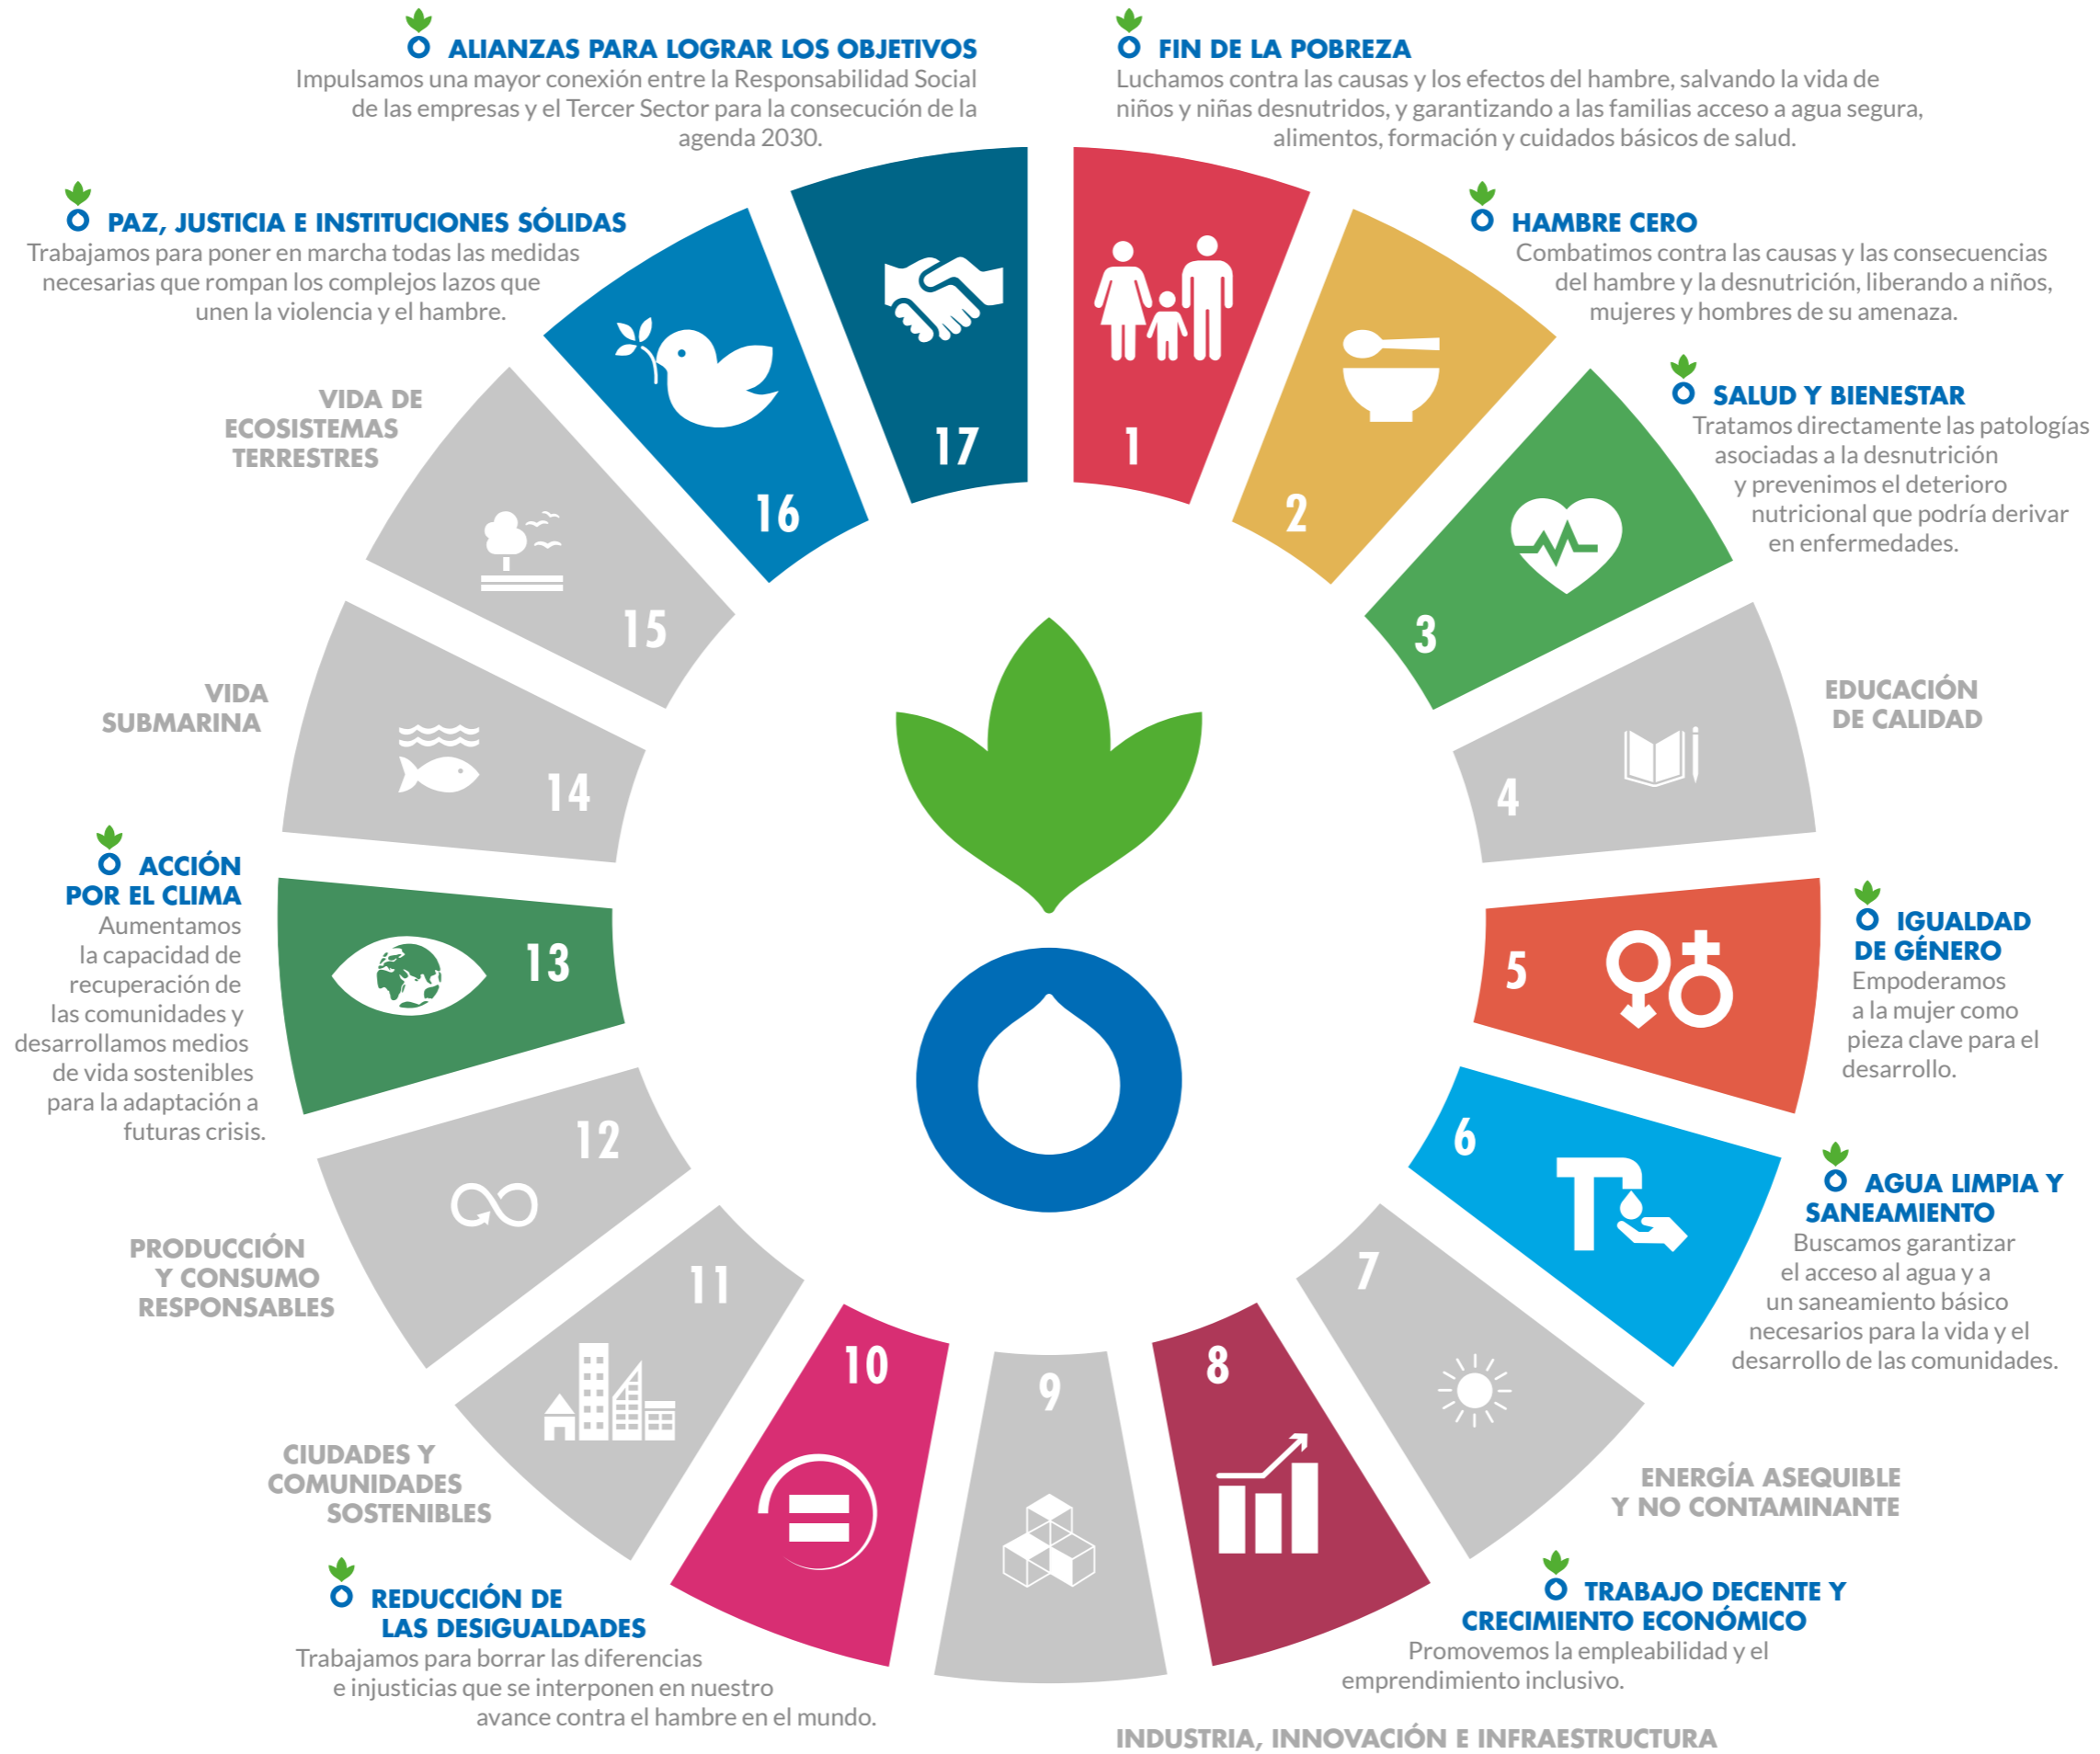 ALIANZAS PARA LOGRAR LOS OBJETIVOS
Impulsamos una mayor conexión entre la Responsabilidad Social
de las empresas y el Tercer Sector para la consecución de la
agenda 2030.
17
FIN DE LA POBREZA
Luchamos contra las causas y los efectos del hambre, salvando la vida de
niños y niñas desnutridos, y garantizando a las familias acceso a agua segura,
alimentos, formación y cuidados básicos de salud.
1
HAMBRE CERO
Combatimos contra las causas y las consecuencias
del hambre y la desnutrición, liberando a niños,
mujeres y hombres de su amenaza.
2
SALUD Y BIENESTAR
Tratamos directamente las patologías
asociadas a la desnutrición
y prevenimos el deterioro
nutricional que podría derivar
en enfermedades.
3
EDUCACIÓN
DE CALIDAD
4
IGUALDAD
DE GÉNERO
Empoderamos
a la mujer como
pieza clave para el
desarrollo.
5
AGUA LIMPIA Y
SANEAMIENTO
Buscamos garantizar
el acceso al agua y a
un saneamiento básico
necesarios para la vida y el
desarrollo de las comunidades.
6
ENERGÍA ASEQUIBLE
Y NO CONTAMINANTE
7
TRABAJO DECENTE Y
CRECIMIENTO ECONÓMICO
Promovemos la empleabilidad y el
emprendimiento inclusivo.
8
INDUSTRIA, INNOVACIÓN E INFRAESTRUCTURA
9
REDUCCIÓN DE
LAS DESIGUALDADES
Trabajamos para borrar las diferencias
e injusticias que se interponen en nuestro
avance contra el hambre en el mundo.
10
CIUDADES Y
COMUNIDADES
SOSTENIBLES
11
PRODUCCIÓN
Y CONSUMO
RESPONSABLES
12
ACCIÓN
POR EL CLIMA
Aumentamos
la capacidad de
recuperación de
las comunidades y
desarrollamos medios
de vida sostenibles
para la adaptación a
futuras crisis.
13
VIDA
SUBMARINA
14
VIDA DE
ECOSISTEMAS
TERRESTRES
15
PAZ, JUSTICIA E INSTITUCIONES SÓLIDAS
Trabajamos para poner en marcha todas las medidas
necesarias que rompan los complejos lazos que
unen la violencia y el hambre.
16